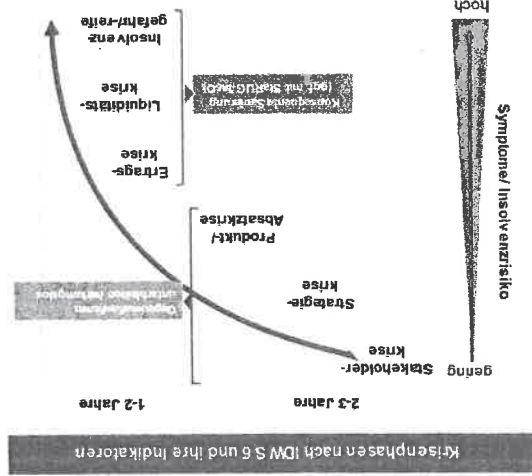 Krisenphasen nach IDW S 6 und ihre Indikatoren
2-3 Jahre
1-2 Jahre
gering
Symptome/ Insolvenzrisiko
hoch
Stakeholder-
krise
Strategie-
krise
Produkt-/
Absatzkrise
Ertrags-
krise
Liquiditäts-
krise
Insolvenz-
gefahr/-reife
Konsequente Sanierung
(ggf. mit StaRUG/InsO)